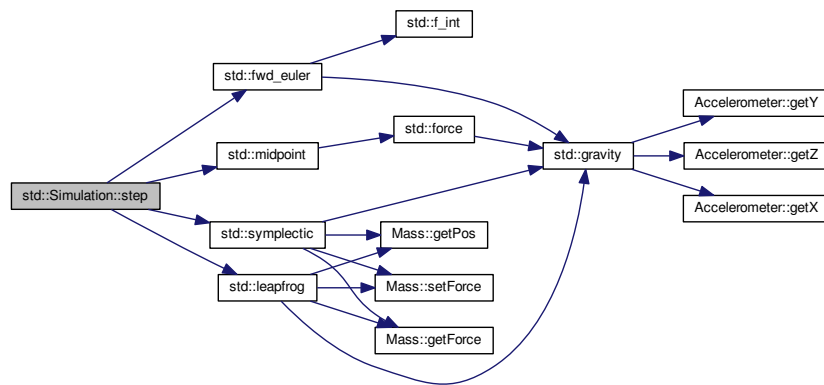 std::f_int
std::fwd_euler
Accelerometer::getY
std::force
std::midpoint
std::gravity
Accelerometer::getZ
std::Simulation::step
Accelerometer::getX
std::symplectic
Mass::getPos
std::leapfrog
Mass::setForce
Mass::getForce